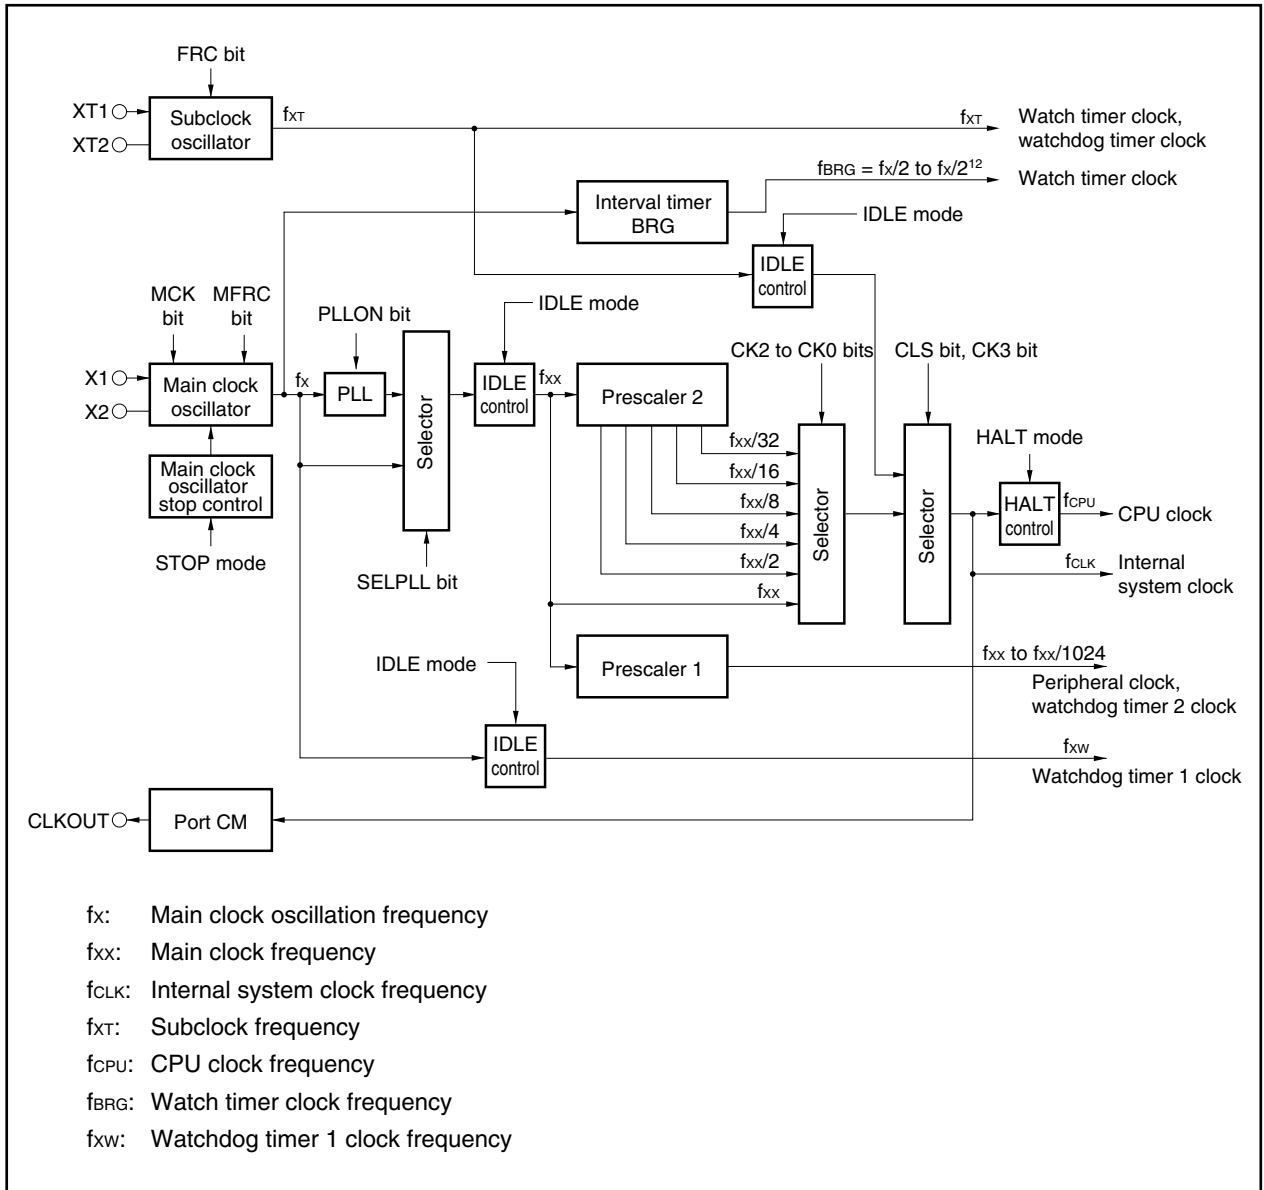 FRC bit
XT1
XT2
Subclock
oscillator
fXT
fXT
Watch timer clock,
watchdog timer clock
fBRG = fX/2 to fX/2¹²
Watch timer clock
Interval timer
BRG
IDLE mode
IDLE
control
MCK
bit
MFRC
bit
PLLON bit
IDLE mode
CK2 to CK0 bits
CLS bit, CK3 bit
X1
X2
Main clock
oscillator
fX
PLL
Selector
IDLE
control
fXX
Prescaler 2
HALT mode
Main clock
oscillator
stop control
STOP mode
SELPLL bit
fXX/32
fXX/16
fXX/8
fXX/4
fXX/2
fXX
Selector
Selector
HALT
control
fCPU
CPU clock
fCLK
Internal
system clock
IDLE mode
Prescaler 1
fXX to fXX/1024
Peripheral clock,
watchdog timer 2 clock
IDLE
control
fXW
Watchdog timer 1 clock
CLKOUT
Port CM
fX: Main clock oscillation frequency
fXX: Main clock frequency
fCLK: Internal system clock frequency
fXT: Subclock frequency
fCPU: CPU clock frequency
fBRG: Watch timer clock frequency
fXW: Watchdog timer 1 clock frequency